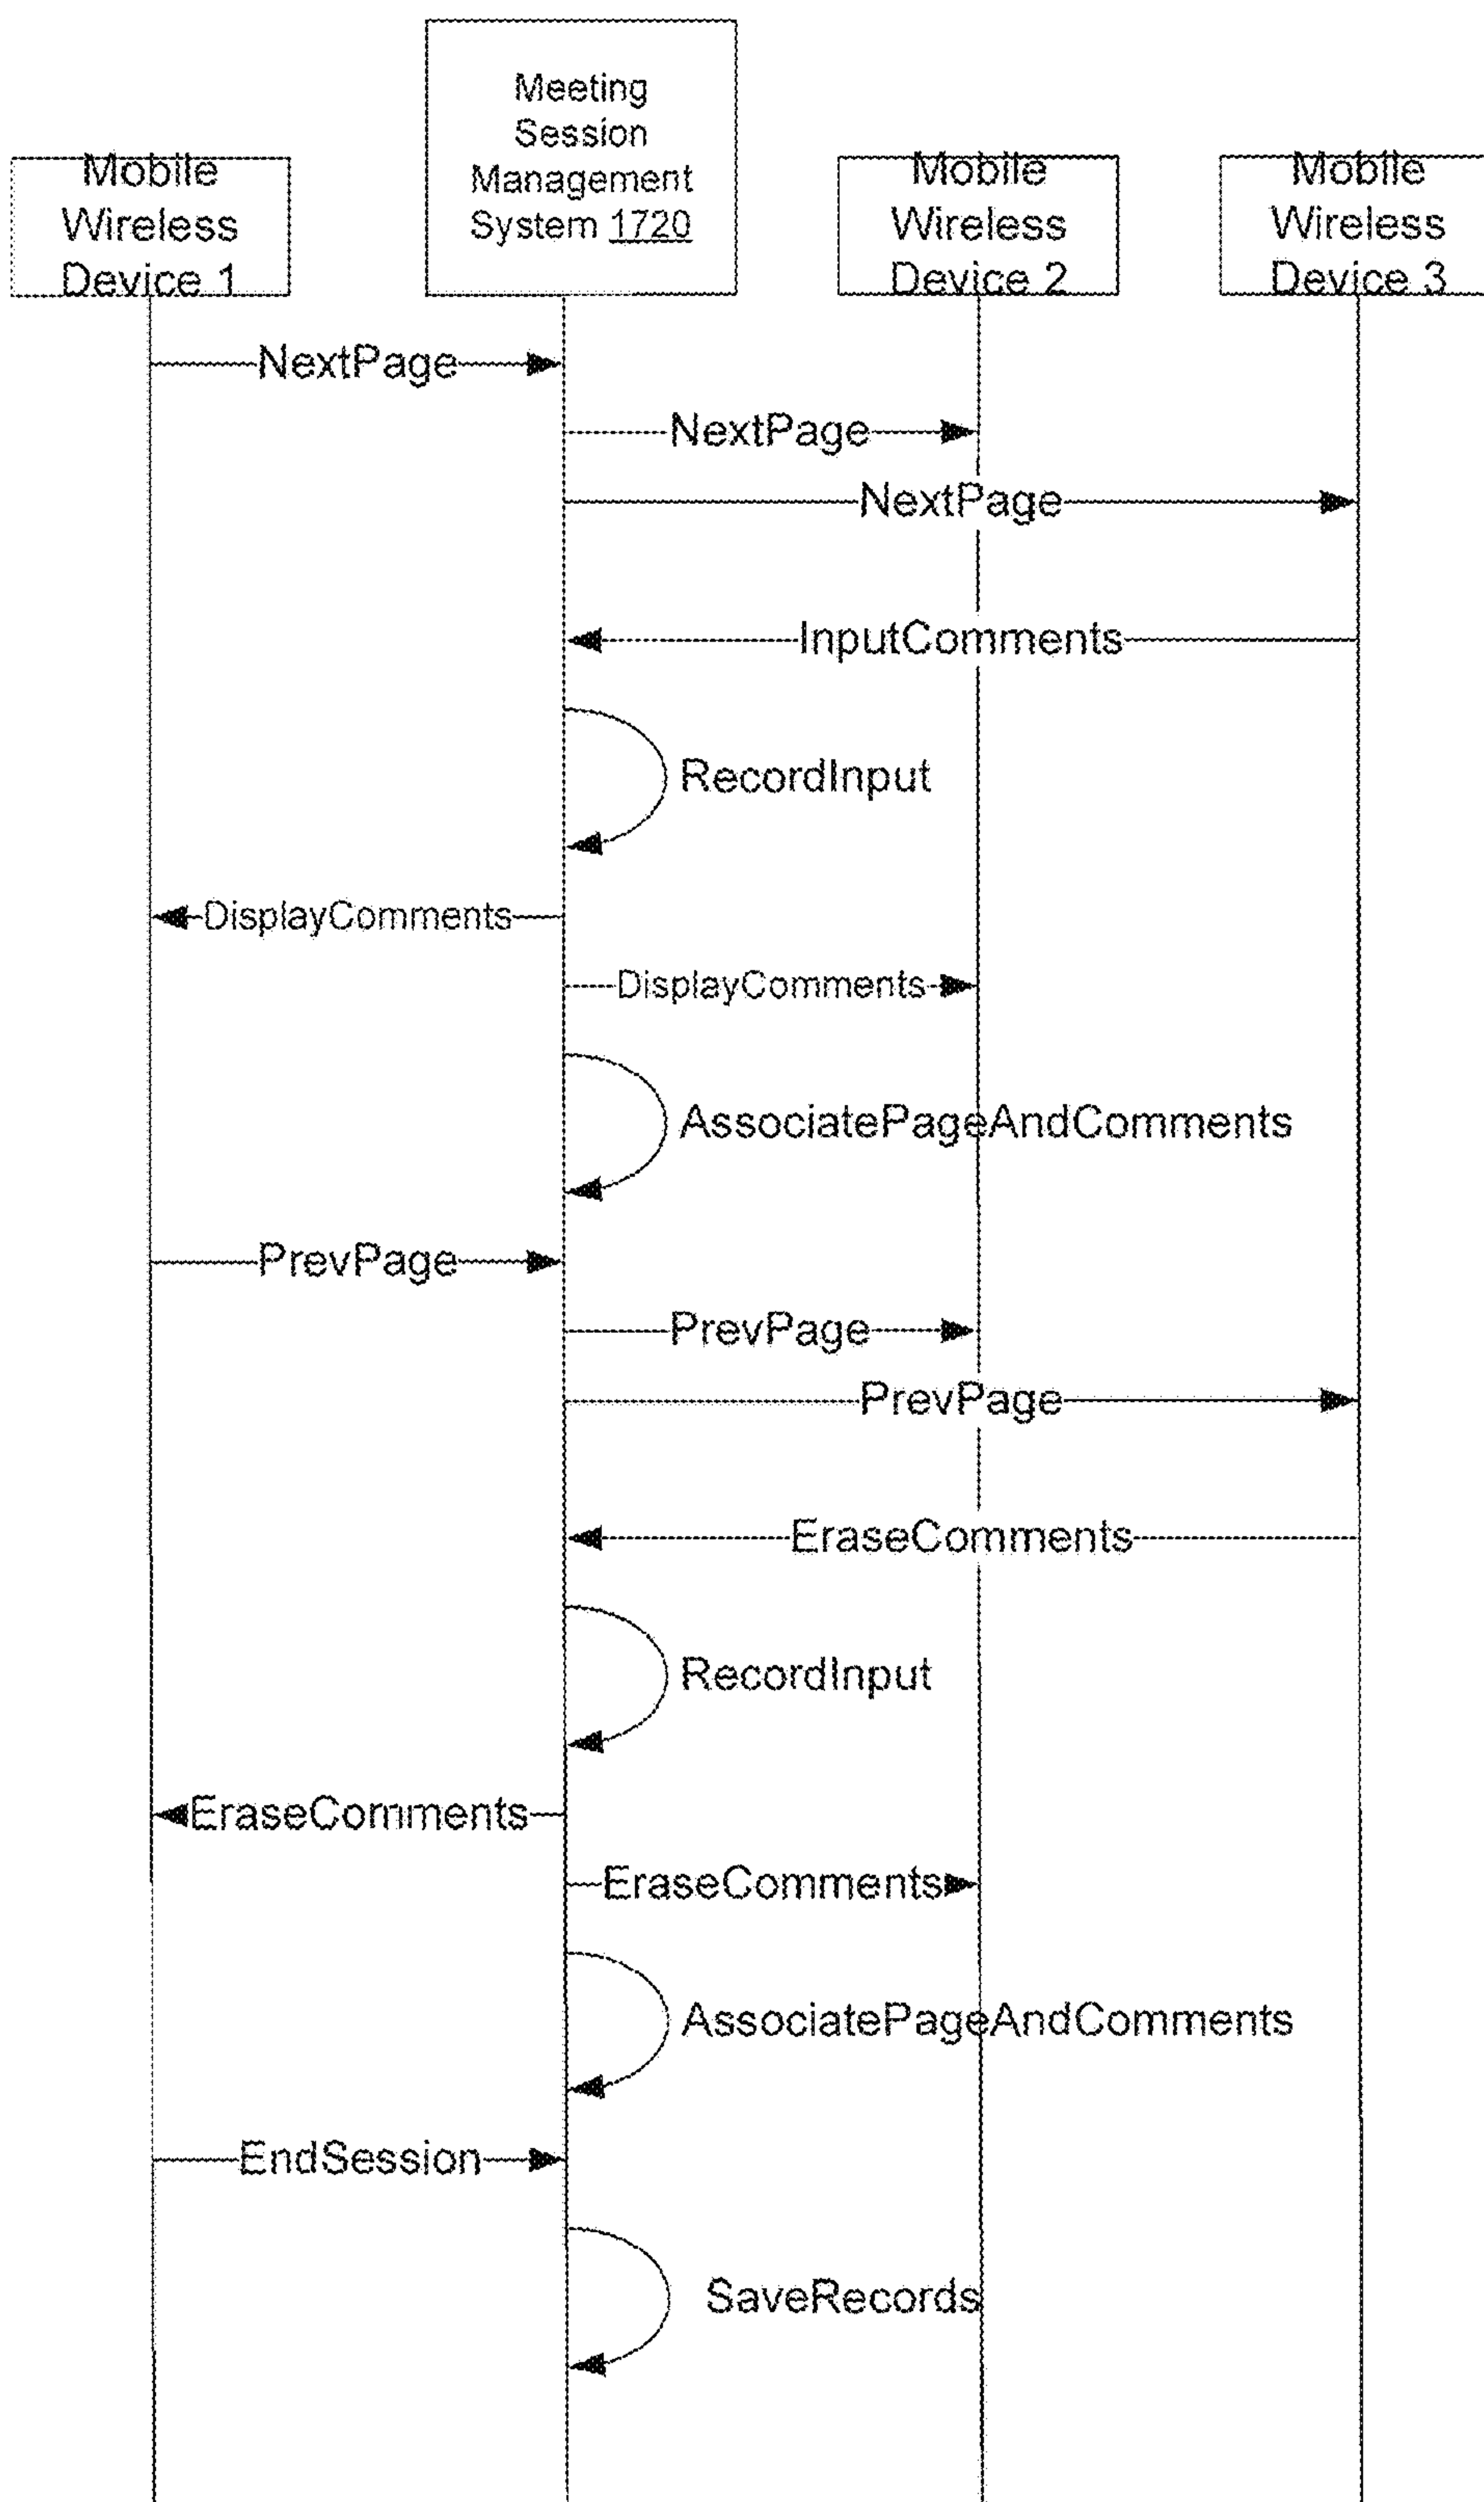 Meeting
Session
Management
System 1720
Mobile
Wireless
Device 1
Mobile
Wireless
Device 2
Mobile
Wireless
Device 3
NextPage
NextPage
NextPage
InputComments
RecordInput
DisplayComments
DisplayComments
AssociatePageAndComments
PrevPage
PrevPage
PrevPage
EraseComments
RecordInput
EraseComments
EraseComments
AssociatePageAndComments
EndSession
SaveRecords